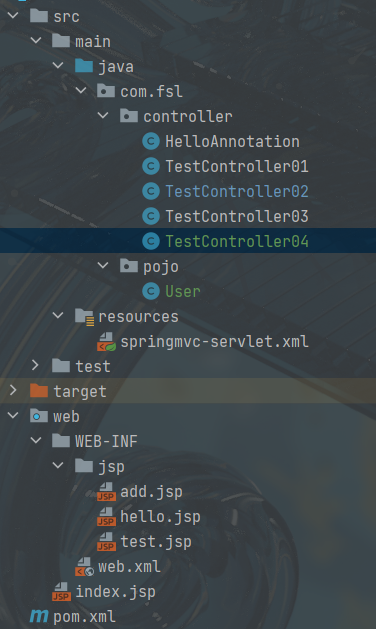 src
main
java
com.fsl
controller
HelloAnnotation
TestController01
TestController02
TestController03
TestController04
pojo
User
resources
springmvc-servlet.xml
test
target
web
WEB-INF
jsp
add.jsp
hello.jsp
test.jsp
web.xml
index.jsp
pom.xml